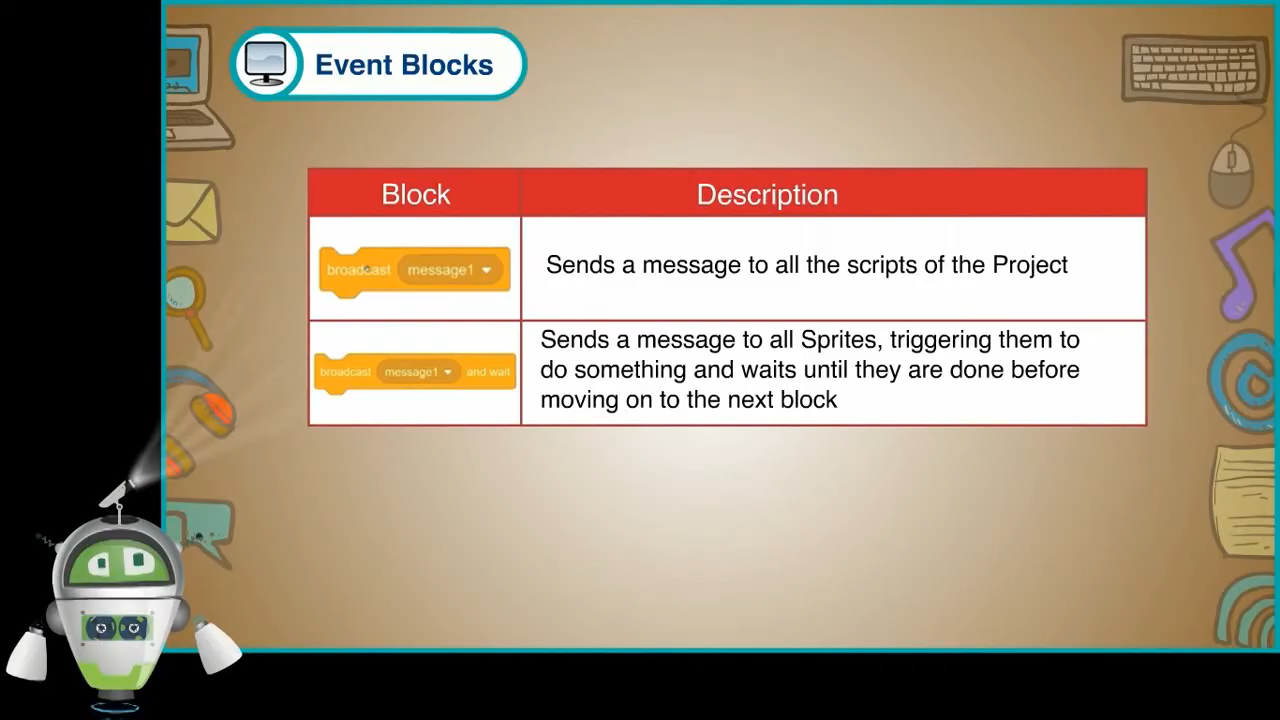 Event Blocks
Block Description
broadcast message1
Sends a message to all the scripts of the Project
broadcast message1 and wait
Sends a message to all Sprites, triggering them to
do something and waits until they are done before
moving on to the next block